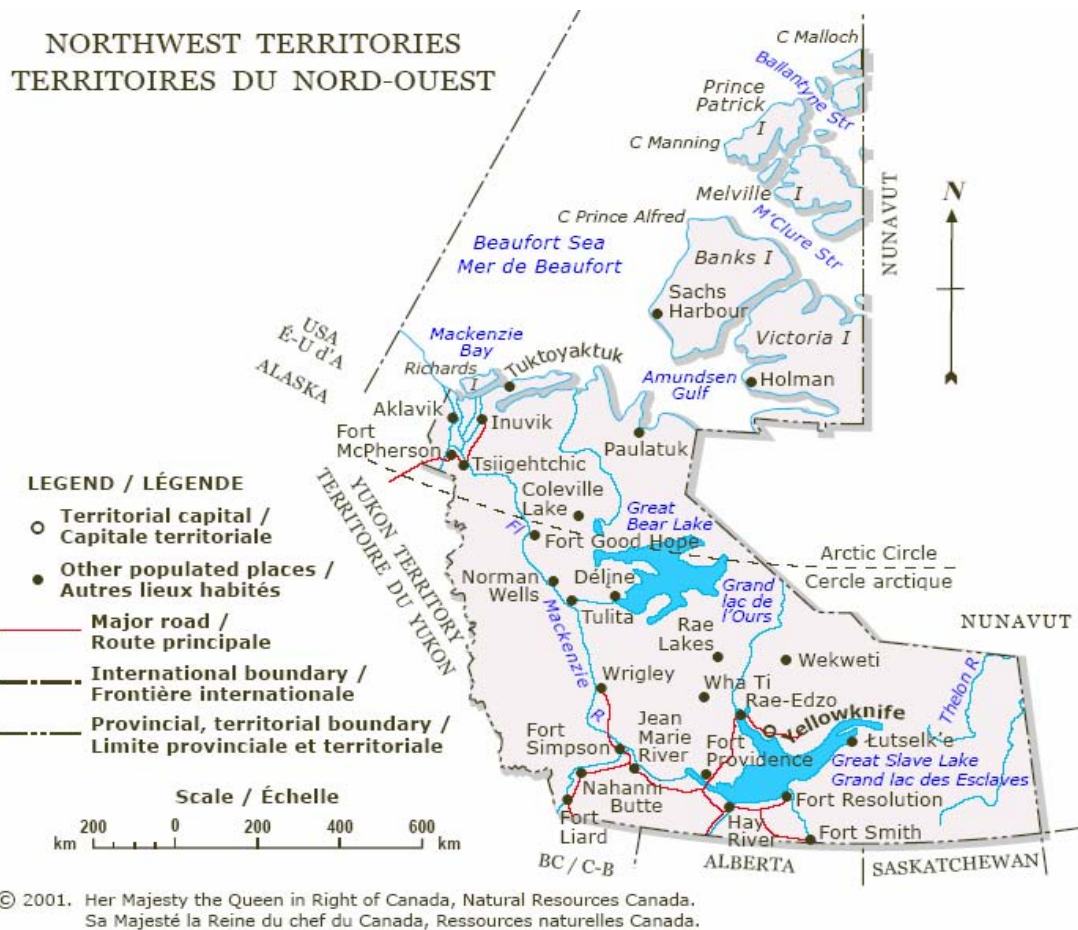 NORTHWEST TERRITORIES
TERRITOIRES DU NORD-OUEST
C Malloch
Ballantyne Str
Prince
Patrick
I
C Manning
Melville I
M'Clure Str
NUNAVUT
N
C Prince Alfred
Beaufort Sea
Mer de Beaufort
Banks I
Sachs
Harbour
Victoria I
USA
É-U d'A
ALASKA
Mackenzie
Bay
Richards
I
Tuktoyaktuk
Amundsen
Gulf
Holman
Aklavik
Inuvik
Fort
McPherson
Paulatuk
Tsiigehtchic
YUKON TERRITORY
TERRITOIRE DU YUKON
Coleville
Lake
Great
Bear Lake
Fl
Fort Good Hope
Arctic Circle
Cercle arctique
Norman
Wells
Déline
Grand
lac de
l'Ours
Tulita
Mackenzie
R
Rae
Lakes
NUNAVUT
Wekweti
Wrigley
Wha Ti
Rae-Edzo
Thelon R
Yellowknife
Fort
Simpson
Jean
Marie
River
Fort
Providence
Łutselk'e
Great Slave Lake
Grand lac des Esclaves
Nahanni
Butte
Fort Resolution
Fort
Liard
Hay
River
Fort Smith
BC / C-B
ALBERTA
SASKATCHEWAN
LEGEND / LÉGENDE
Territorial capital /
Capitale territoriale
Other populated places /
Autres lieux habités
Major road /
Route principale
International boundary /
Frontière internationale
Provincial, territorial boundary /
Limite provinciale et territoriale
Scale / Échelle
200 0 200 400 600
km km
© 2001. Her Majesty the Queen in Right of Canada, Natural Resources Canada.
Sa Majesté la Reine du chef du Canada, Ressources naturelles Canada.